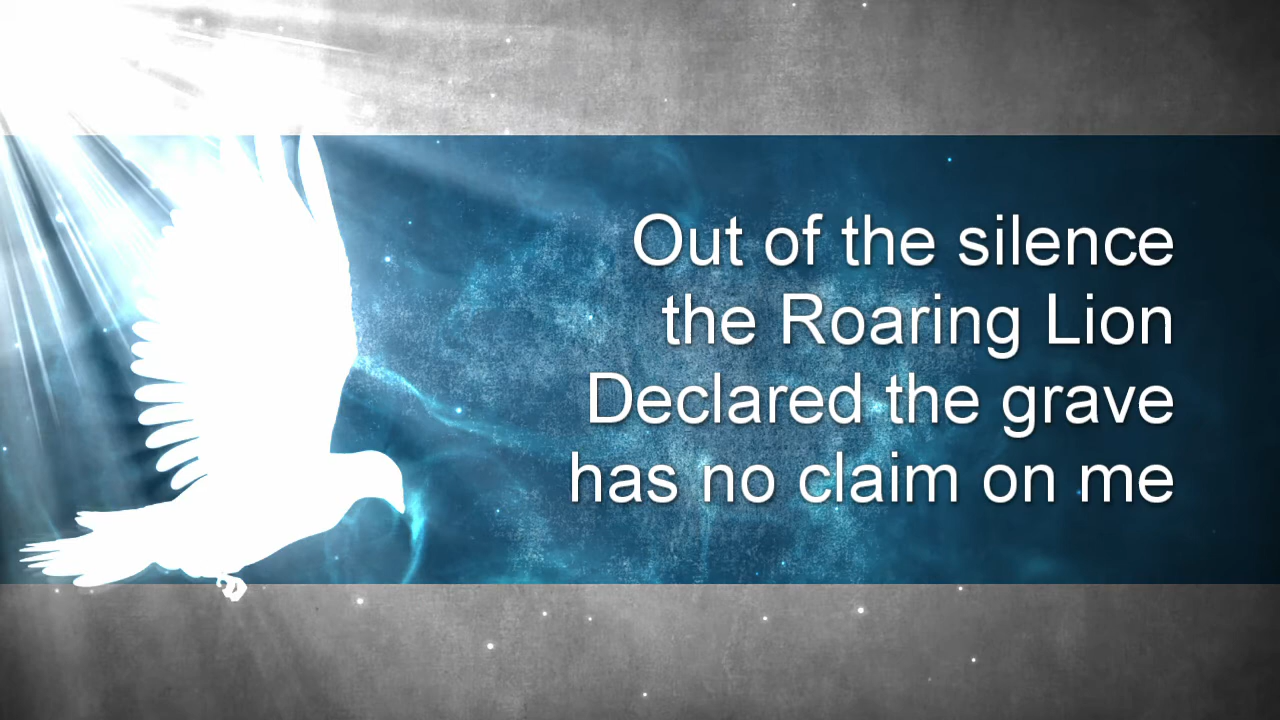 Out of the silence
the Roaring Lion
Declared the grave
has no claim on me